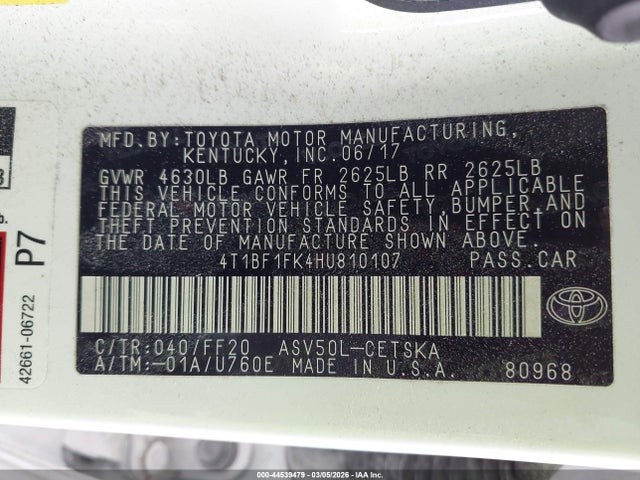 MFD.BY:TOYOTA MOTOR MANUFACTURING,
KENTUCKY,INC.06/17
GVWR 4630LB GAWR FR 2625LB RR 2625LB
THIS VEHICLE CONFORMS TO ALL APPLICABLE
FEDERAL MOTOR VEHICLE SAFETY,BUMPER,AND
THEFT PREVENTION STANDARDS IN EFFECT ON
THE DATE OF MANUFACTURE SHOWN ABOVE.
4T1BF1FK4HU810107 PASS.CAR
C/TR:040/FF20 ASV50L-CETSKA
A/TM:-01A/U760E MADE IN U.S.A. 80968
P7
42661-06722
000-44539479 - 03/05/2026 - IAA Inc.